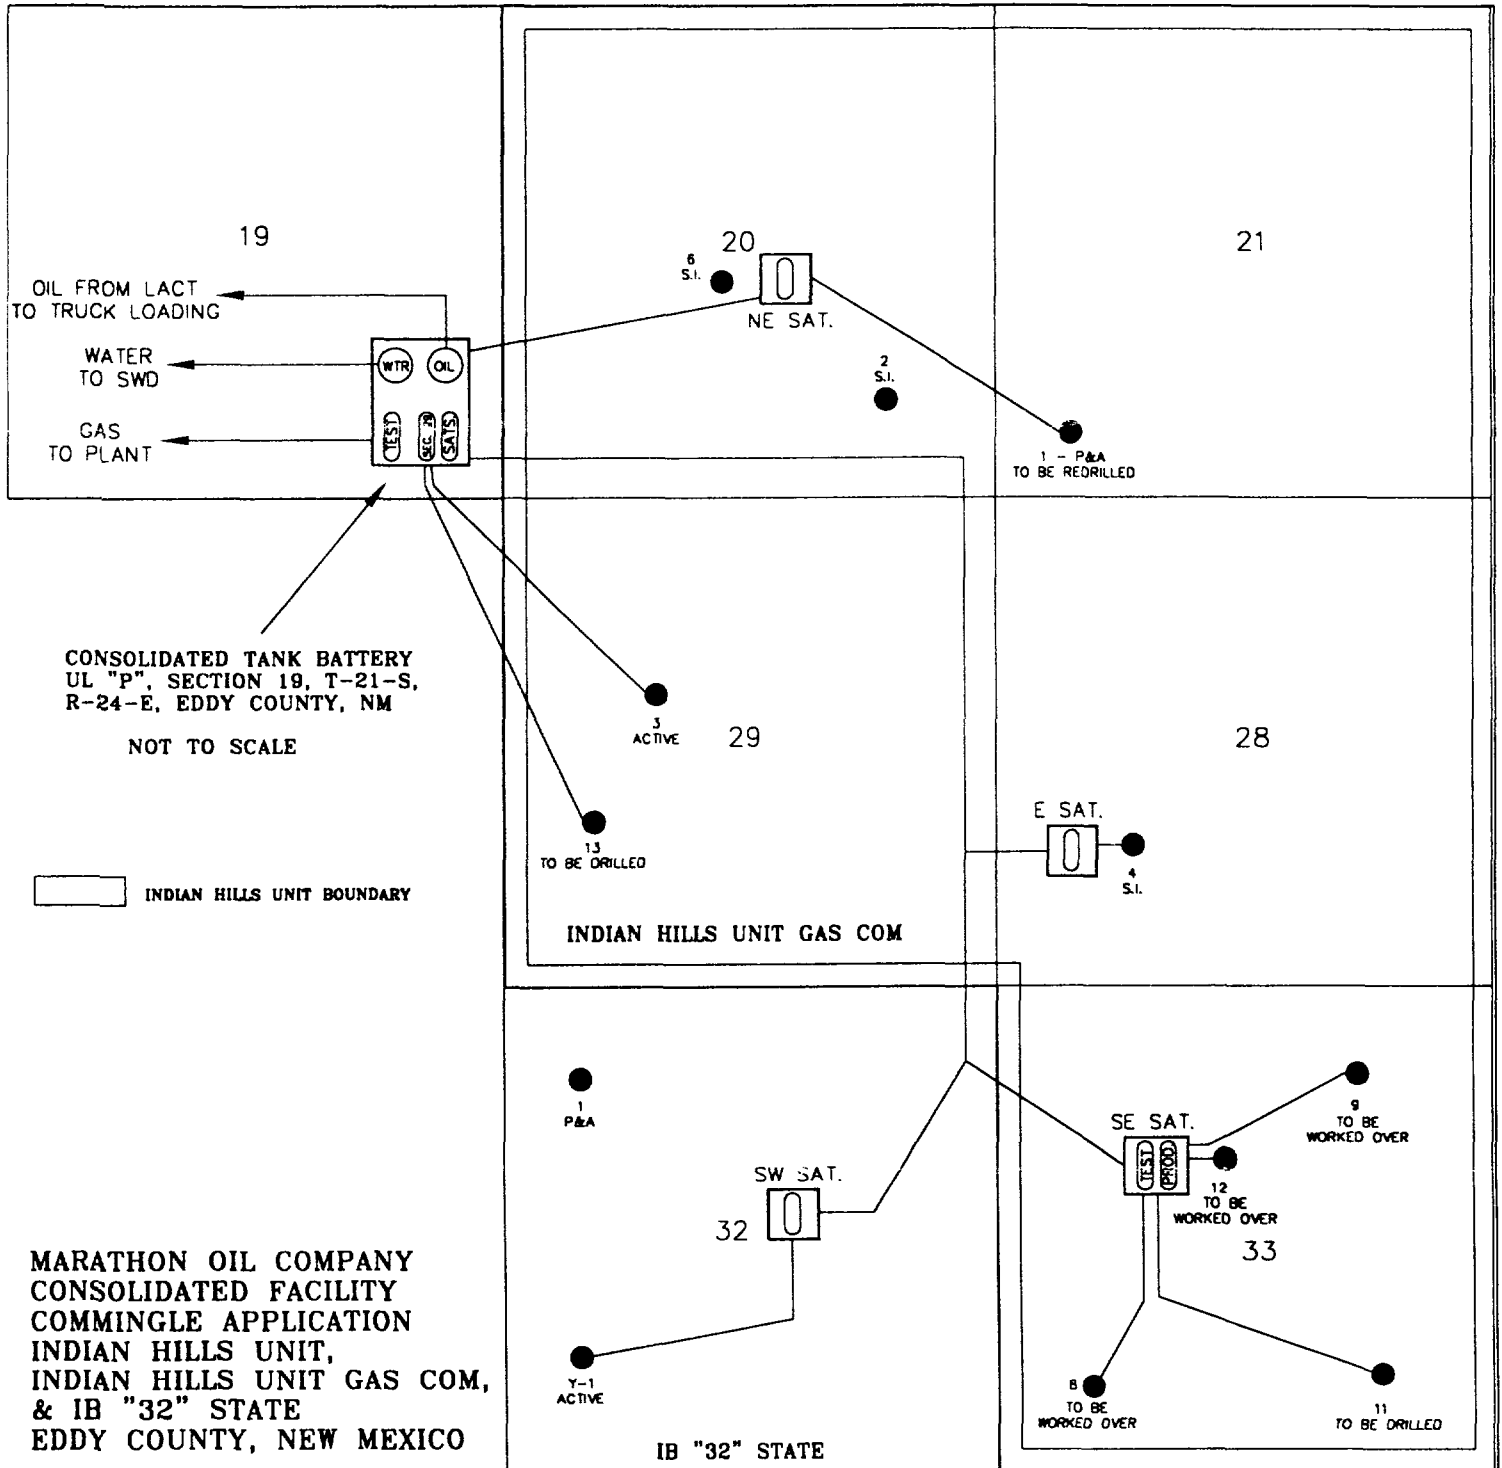 19
20
21
OIL FROM LACT
TO TRUCK LOADING
WATER
TO SWD
GAS
TO PLANT
WTR
OIL
TEST
SEC. 29
SATS.
6
S.I.
NE SAT.
2
S.I.
1 - P&A
TO BE REDRILLED
CONSOLIDATED TANK BATTERY
UL "P", SECTION 19, T-21-S,
R-24-E, EDDY COUNTY, NM
NOT TO SCALE
3
ACTIVE
29
28
13
TO BE DRILLED
E SAT.
4
S.I.
INDIAN HILLS UNIT BOUNDARY
INDIAN HILLS UNIT GAS COM
1
P&A
SW SAT.
32
Y-1
ACTIVE
IB "32" STATE
SE SAT.
TEST
PROD
9
TO BE
WORKED OVER
12
TO BE
WORKED OVER
33
8
TO BE
WORKED OVER
11
TO BE DRILLED
MARATHON OIL COMPANY
CONSOLIDATED FACILITY
COMMINGLE APPLICATION
INDIAN HILLS UNIT,
INDIAN HILLS UNIT GAS COM,
& IB "32" STATE
EDDY COUNTY, NEW MEXICO